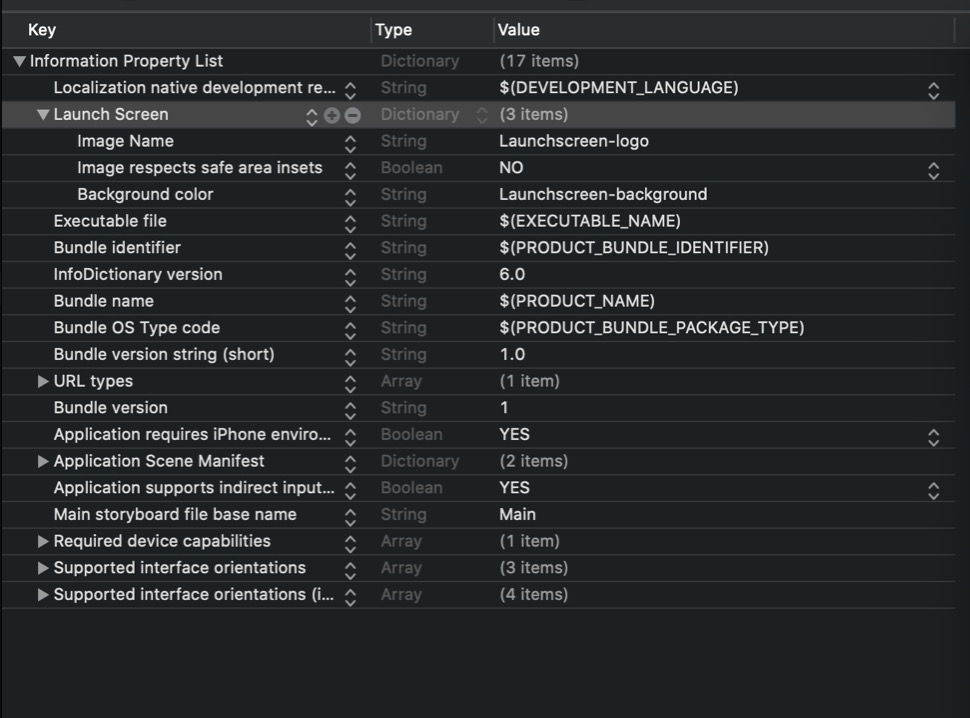 Key Type Value
Information Property List Dictionary (17 items)
Localization native development re... String $(DEVELOPMENT_LANGUAGE)
Launch Screen Dictionary (3 items)
Image Name String Launchscreen-logo
Image respects safe area insets Boolean NO
Background color String Launchscreen-background
Executable file String $(EXECUTABLE_NAME)
Bundle identifier String $(PRODUCT_BUNDLE_IDENTIFIER)
InfoDictionary version String 6.0
Bundle name String $(PRODUCT_NAME)
Bundle OS Type code String $(PRODUCT_BUNDLE_PACKAGE_TYPE)
Bundle version string (short) String 1.0
URL types Array (1 item)
Bundle version String 1
Application requires iPhone enviro... Boolean YES
Application Scene Manifest Dictionary (2 items)
Application supports indirect input... Boolean YES
Main storyboard file base name String Main
Required device capabilities Array (1 item)
Supported interface orientations Array (3 items)
Supported interface orientations (i... Array (4 items)